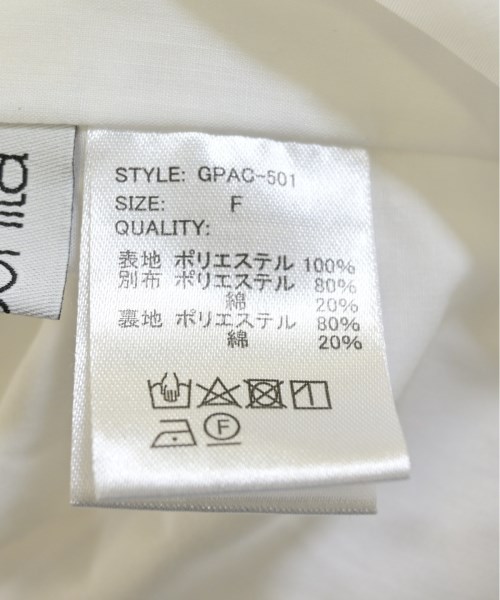 STYLE: GPAC-501
SIZE: F
QUALITY:
表地 ポリエステル 100%
別布 ポリエステル 80%
綿 20%
裏地 ポリエステル 80%
綿 20%
F